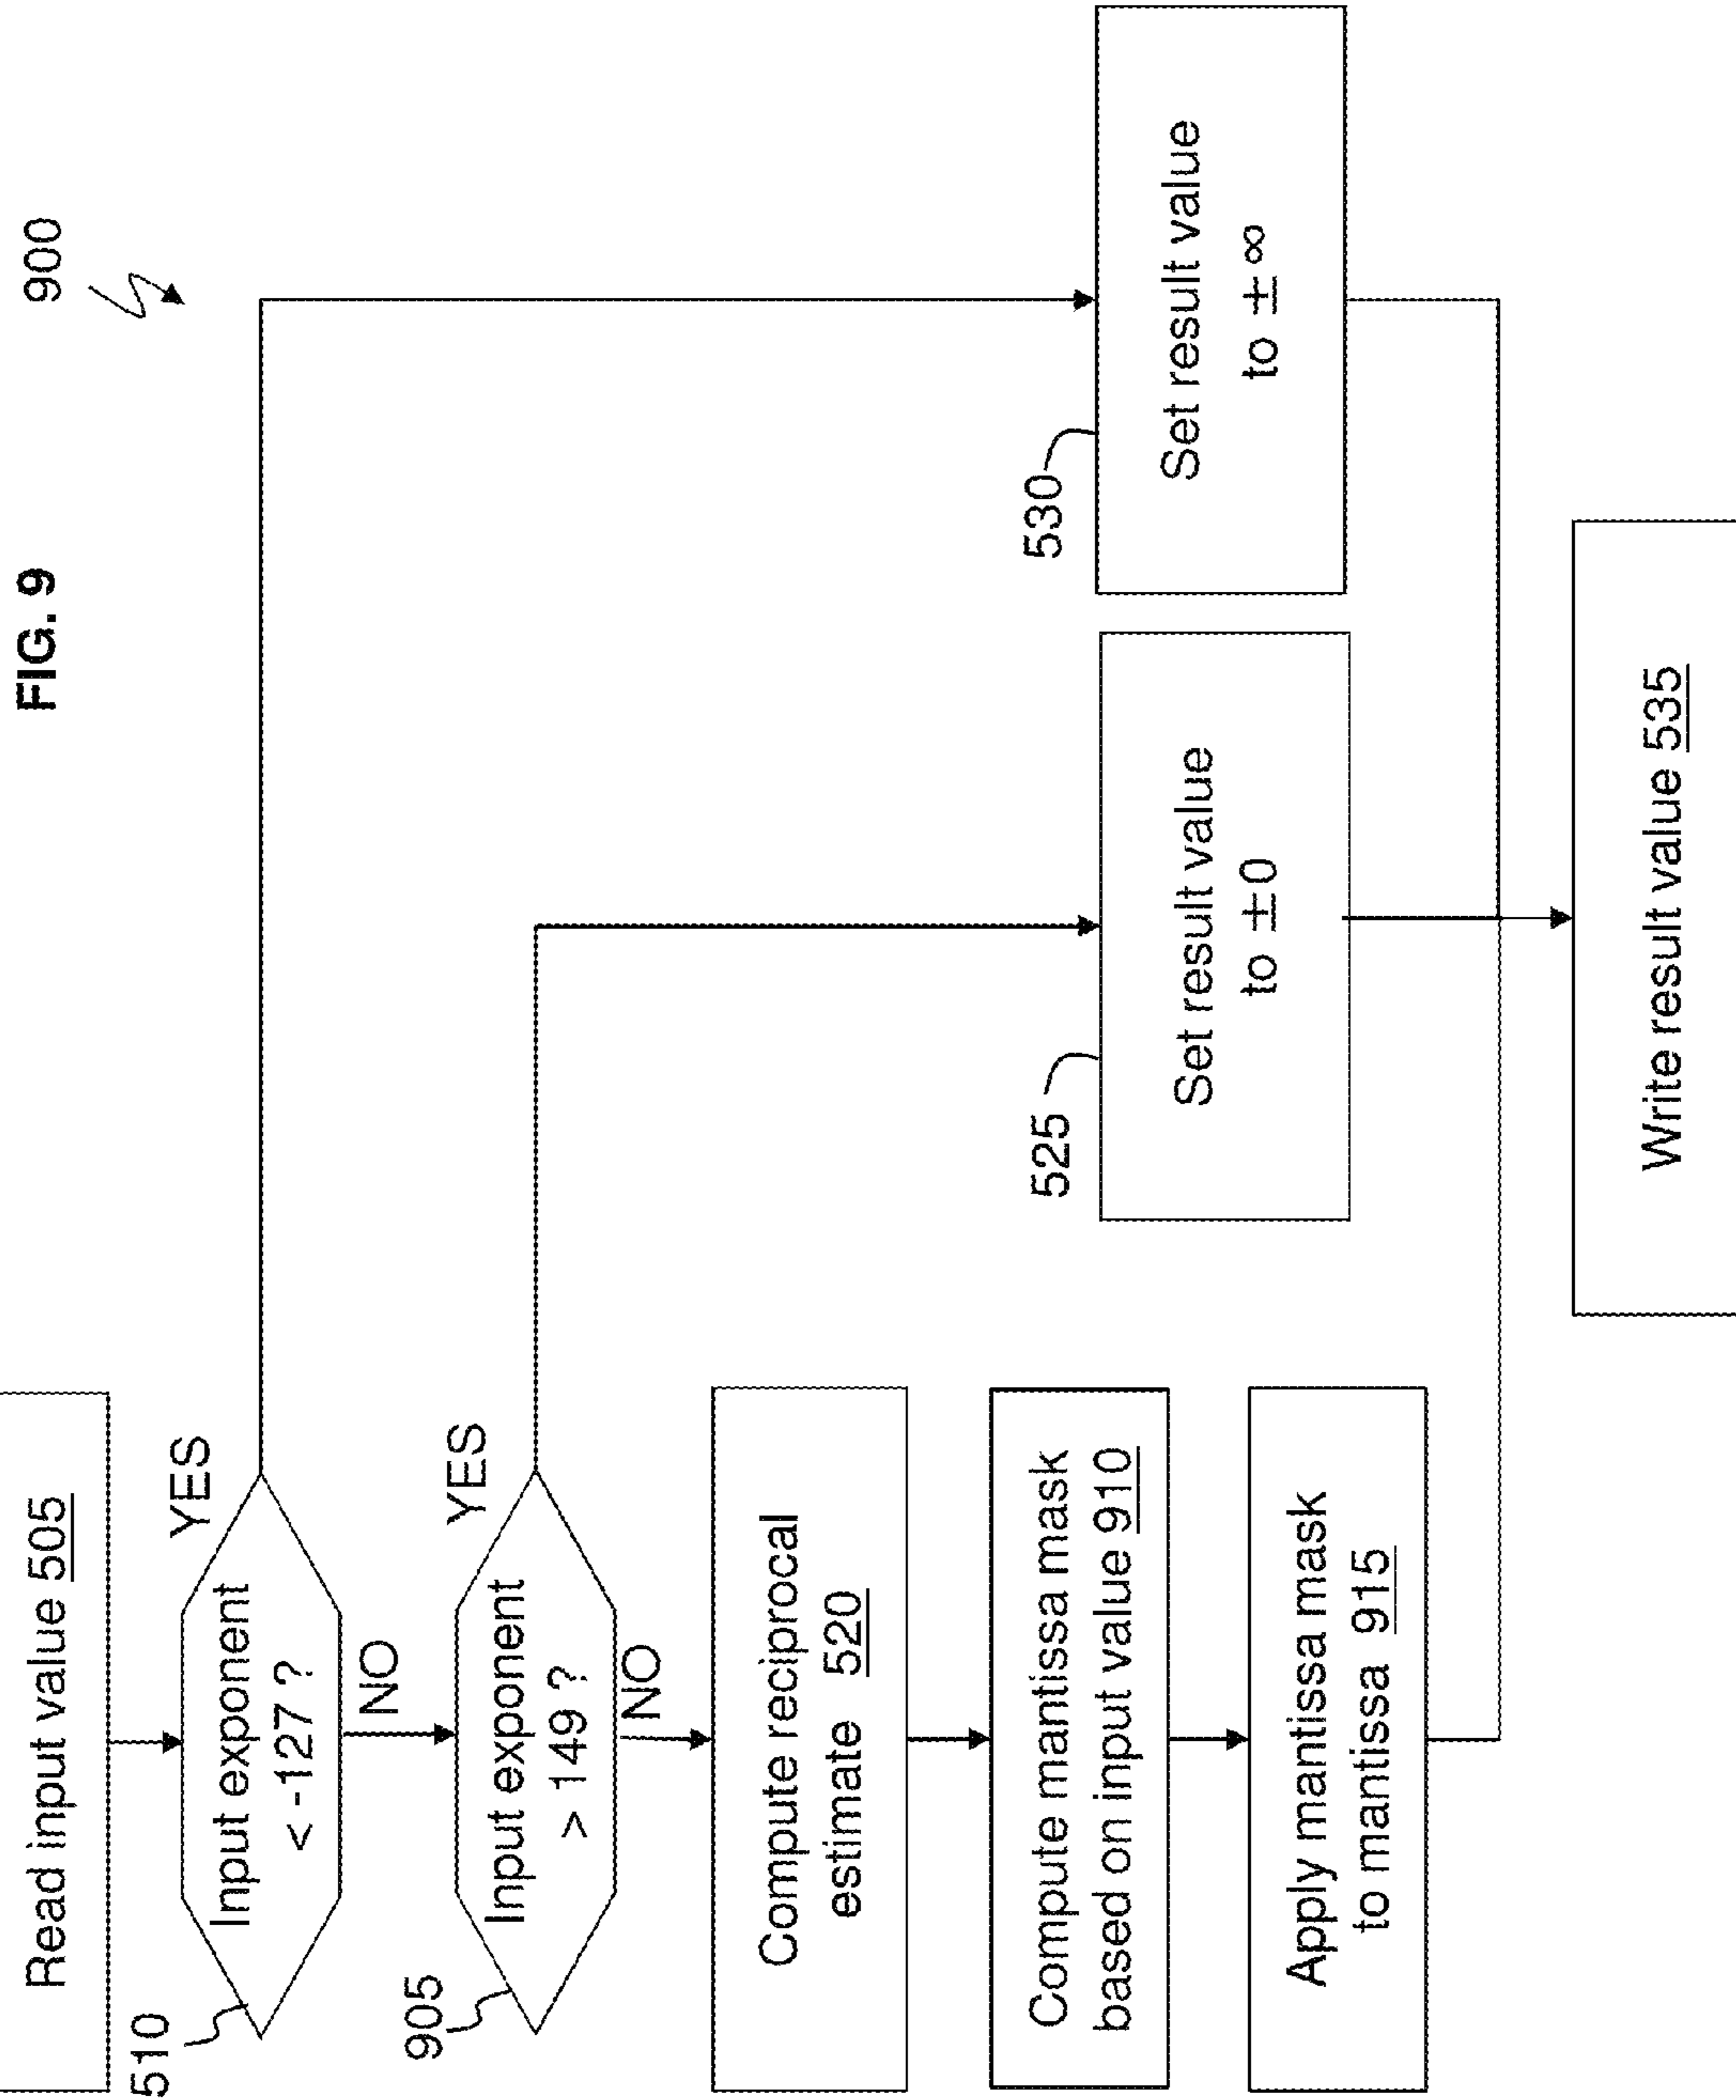 FIG. 9
900
Read input value 505
510
Input exponent
< -127 ?
YES
NO
905
Input exponent
> 149 ?
YES
NO
Compute reciprocal
estimate 520
Compute mantissa mask
based on input value 910
Apply mantissa mask
to mantissa 915
525
Set result value
to ±0
530
Set result value
to ±∞
Write result value 535